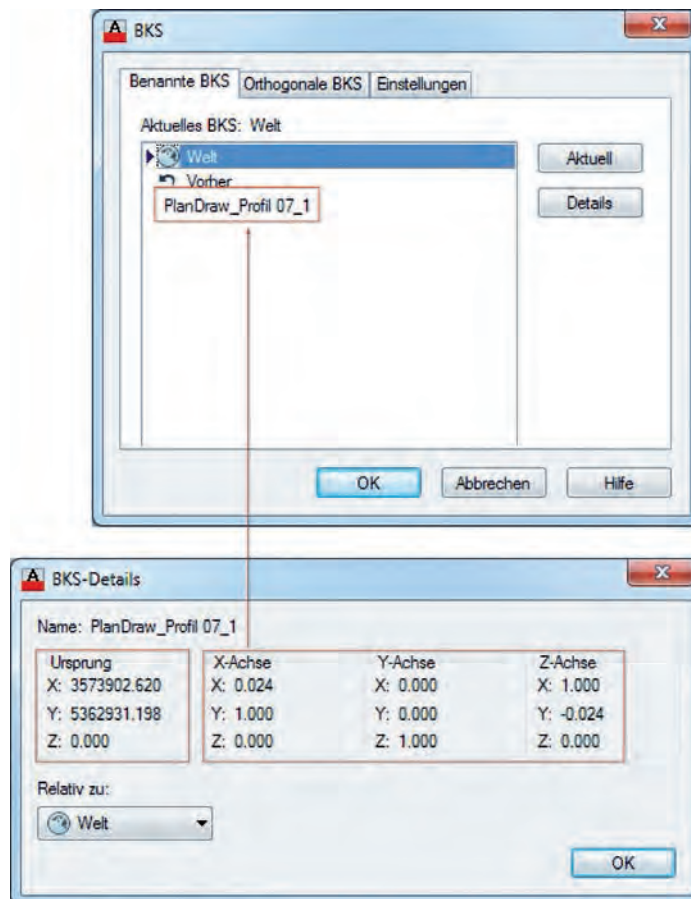 BKS
Benannte BKS Orthogonale BKS Einstellungen
Aktuelles BKS: Welt
Welt
Vorher
PlanDraw_Profil 07_1
Aktuell
Details
OK Abbrechen Hilfe
BKS-Details
Name: PlanDraw_Profil 07_1
Ursprung X-Achse Y-Achse Z-Achse
X: 3573902.620 X: 0.024 X: 0.000 X: 1.000
Y: 5362931.198 Y: 1.000 Y: 0.000 Y: -0.024
Z: 0.000 Z: 0.000 Z: 1.000 Z: 0.000
Relativ zu:
Welt
OK